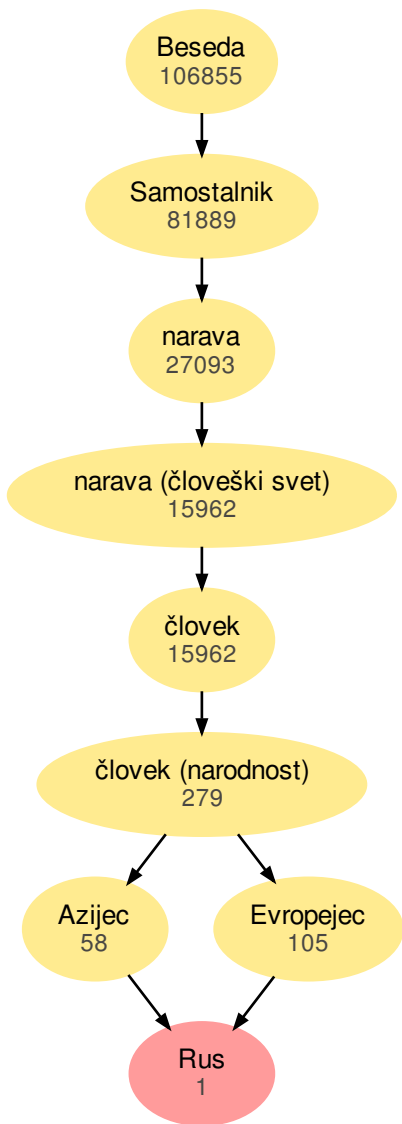 Beseda
106855
Samostalnik
81889
narava
27093
narava (človeški svet)
15962
človek
15962
človek (narodnost)
279
Azijec
58
Evropejec
105
Rus
1